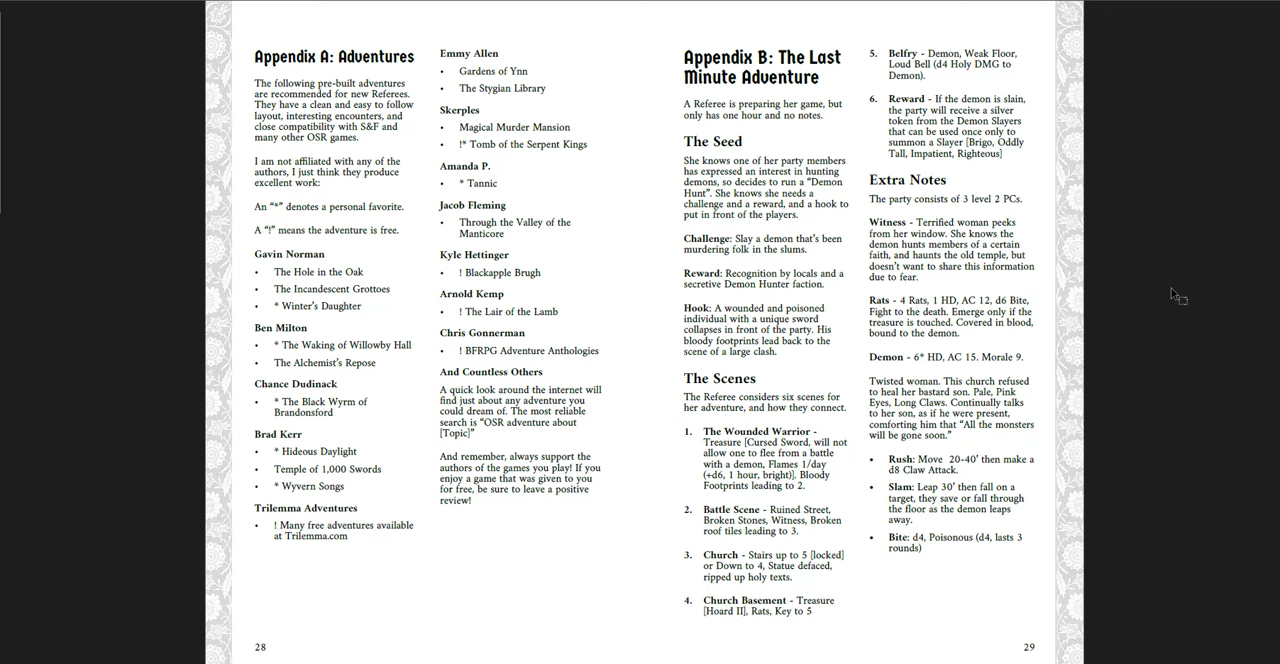 Appendix A: Adventures
The following pre-built adventures
are recommended for new Referees.
They have a clean and easy to follow
layout, interesting encounters, and
close compatibility with S&F and
many other OSR games.
I am not affiliated with any of the
authors, I just think they produce
excellent work:
An "*" denotes a personal favorite.
A "!" means the adventure is free.
Gavin Norman
• The Hole in the Oak
• The Incandescent Grottoes
• * Winter's Daughter
Ben Milton
• * The Waking of Willowby Hall
• The Alchemist's Repose
Chance Dudinack
• * The Black Wyrm of
Brandonsford
Brad Kerr
• * Hideous Daylight
• Temple of 1,000 Swords
• * Wyvern Songs
Trilemma Adventures
• ! Many free adventures available
at Trilemma.com
Emmy Allen
• Gardens of Ynn
• The Stygian Library
Skerples
• Magical Murder Mansion
• !* Tomb of the Serpent Kings
Amanda P.
• * Tannic
Jacob Fleming
• Through the Valley of the
Manticore
Kyle Hettinger
• ! Blackapple Brugh
Arnold Kemp
• ! The Lair of the Lamb
Chris Gonnerman
• ! BFRPG Adventure Anthologies
And Countless Others
A quick look around the internet will
find just about any adventure you
could dream of. The most reliable
search is "OSR adventure about
[Topic]"
And remember, always support the
authors of the games you play! If you
enjoy a game that was given to you
for free, be sure to leave a positive
review!
28
Appendix B: The Last
Minute Adventure
A Referee is preparing her game, but
only has one hour and no notes.
The Seed
She knows one of her party members
has expressed an interest in hunting
demons, so decides to run a "Demon
Hunt". She knows she needs a
challenge and a reward, and a hook to
put in front of the players.
Challenge: Slay a demon that's been
murdering folk in the slums.
Reward: Recognition by locals and a
secretive Demon Hunter faction.
Hook: A wounded and poisoned
individual with a unique sword
collapses in front of the party. His
bloody footprints lead back to the
scene of a large clash.
The Scenes
The Referee considers six scenes for
her adventure, and how they connect.
1. The Wounded Warrior -
Treasure [Cursed Sword, will not
allow one to flee from a battle
with a demon, Flames 1/day
(+d6, 1 hour, bright)]. Bloody
Footprints leading to 2.
2. Battle Scene - Ruined Street,
Broken Stones, Witness, Broken
roof tiles leading to 3.
3. Church - Stairs up to 5 [locked]
or Down to 4, Statue defaced,
ripped up holy texts.
4. Church Basement - Treasure
[Hoard II], Rats, Key to 5
5. Belfry - Demon, Weak Floor,
Loud Bell (d4 Holy DMG to
Demon).
6. Reward - If the demon is slain,
the party will receive a silver
token from the Demon Slayers
that can be used once only to
summon a Slayer [Brigo, Oddly
Tall, Impatient, Righteous]
Extra Notes
The party consists of 3 level 2 PCs.
Witness - Terrified woman peeks
from her window. She knows the
demon hunts members of a certain
faith, and haunts the old temple, but
doesn't want to share this information
due to fear.
Rats - 4 Rats, 1 HD, AC 12, d6 Bite,
Fight to the death. Emerge only if the
treasure is touched. Covered in blood,
bound to the demon.
Demon - 6* HD, AC 15. Morale 9.
Twisted woman. This church refused
to heal her bastard son. Pale, Pink
Eyes, Long Claws. Continually talks
to her son, as if he were present,
comforting him that "All the monsters
will be gone soon."
• Rush: Move 20-40' then make a
d8 Claw Attack.
• Slam: Leap 30' then fall on a
target, they save or fall through
the floor as the demon leaps
away.
• Bite: d4, Poisonous (d4, lasts 3
rounds)
29